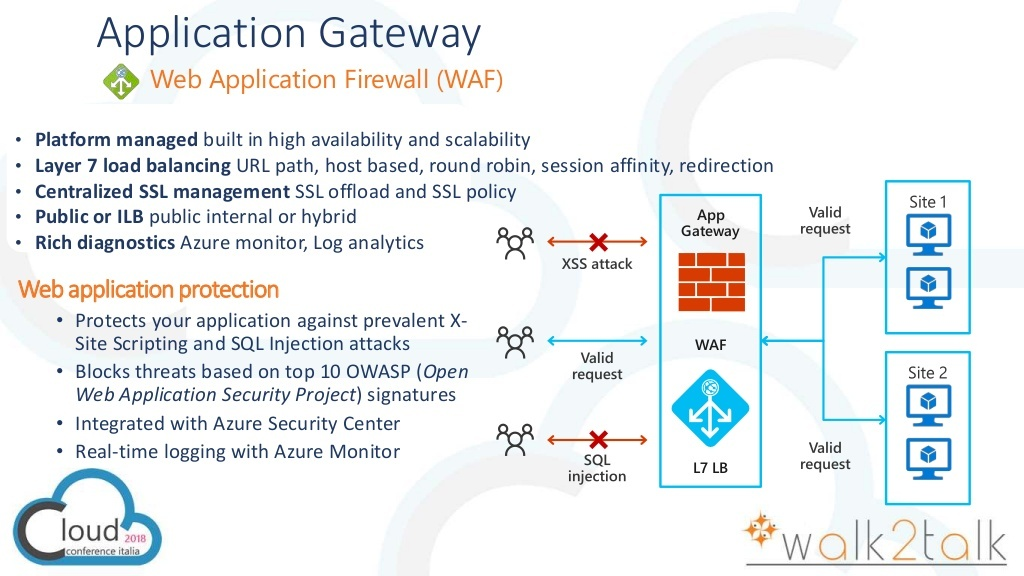 Application Gateway
Web Application Firewall (WAF)
• Platform managed built in high availability and scalability
• Layer 7 load balancing URL path, host based, round robin, session affinity, redirection
• Centralized SSL management SSL offload and SSL policy
• Public or ILB public internal or hybrid
• Rich diagnostics Azure monitor, Log analytics
Web application protection
• Protects your application against prevalent X-
Site Scripting and SQL Injection attacks
• Blocks threats based on top 10 OWASP (Open
Web Application Security Project) signatures
• Integrated with Azure Security Center
• Real-time logging with Azure Monitor
XSS attack
Valid
request
SQL
injection
App
Gateway
WAF
L7 LB
Valid
request
Valid
request
Site 1
Site 2
Cloud 2018
conference italia
walk2talk